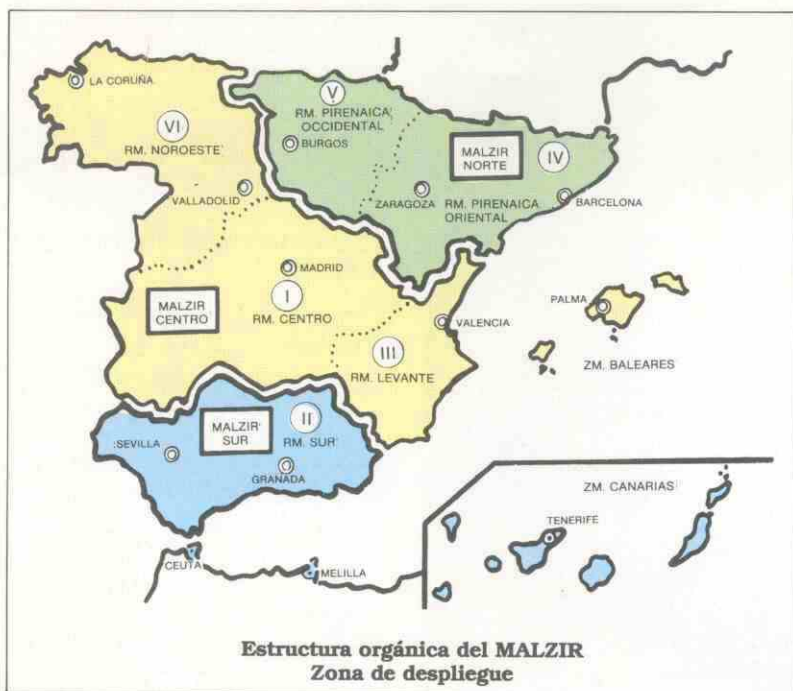 LA CORUÑA
VI
RM. NOROESTE
VALLADOLID
V
RM. PIRENAICA
OCCIDENTAL
BURGOS
MALZIR
NORTE
IV
ZARAGOZA
RM. PIRENAICA
ORIENTAL
BARCELONA
MADRID
MALZIR
CENTRO
I
RM. CENTRO
VALENCIA
III
RM. LEVANTE
PALMA
ZM. BALEARES
MALZIR
SUR
II
RM. SUR
SEVILLA
GRANADA
CEUTA
MELILLA
ZM. CANARIAS
TENERIFE
Estructura orgánica del MALZIR
Zona de despliegue